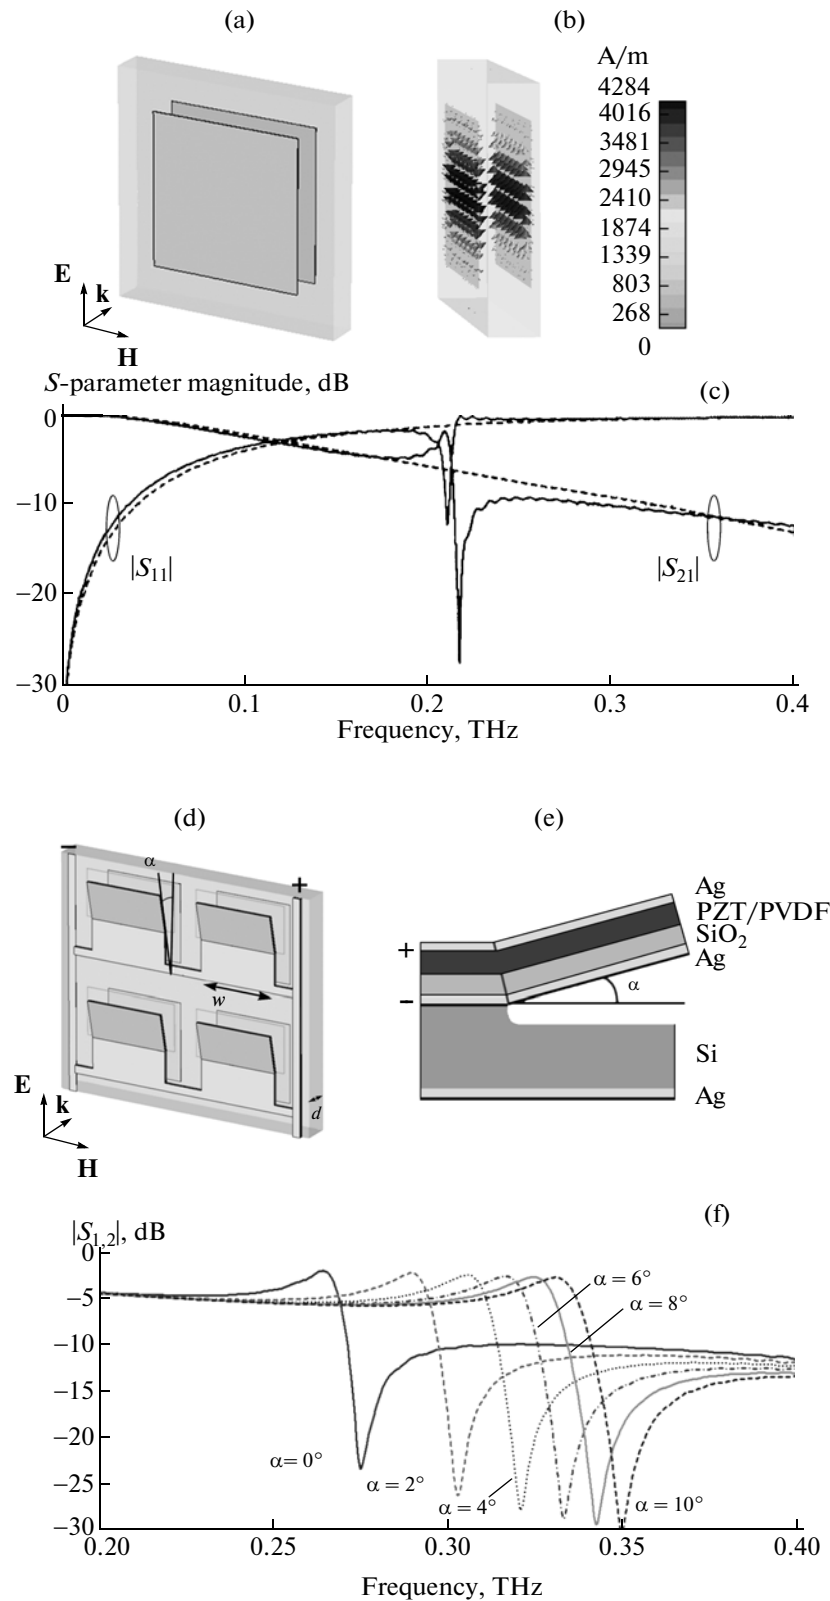 (a)
(b)
A/m
4284
4016
3481
2945
2410
1874
1339
803
268
0
E
k
H
S-parameter magnitude, dB
(c)
0
−10
−20
−30
|S11|
|S21|
0
0.1
0.2
0.3
0.4
Frequency, THz
(d)
(e)
−
α
+
w
d
E
k
H
Ag
PZT/PVDF
SiO2
Ag
+
−
α
Si
Ag
(f)
|S1,2|, dB
0
−5
−10
−15
−20
−25
−30
α = 6°
α = 8°
α = 0°
α = 2°
α = 4°
α = 10°
0.20
0.25
0.30
0.35
0.40
Frequency, THz